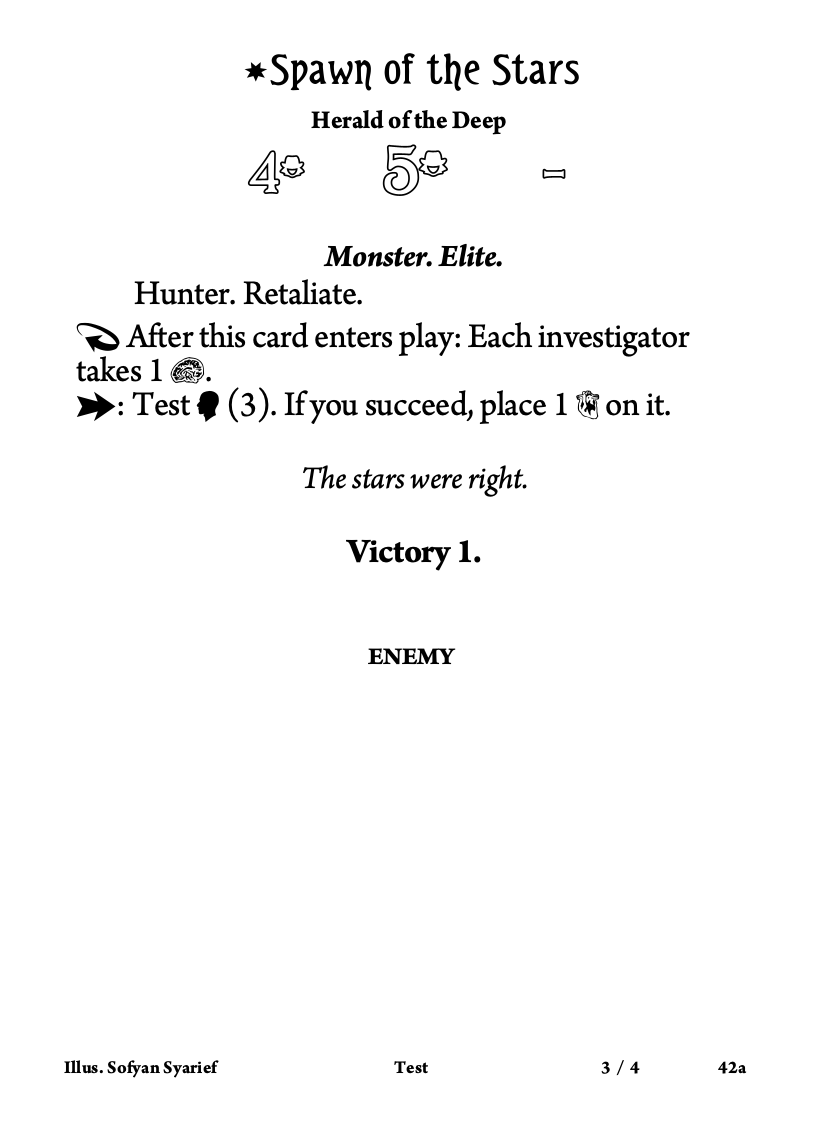 Spawn of the Stars
Herald of the Deep
4 5 –
Monster. Elite.
Hunter. Retaliate.
After this card enters play: Each investigator
takes 1 .
: Test (3). If you succeed, place 1 on it.
The stars were right.
Victory 1.
ENEMY
Illus. Sofyan Syarief Test 3 / 4 42a